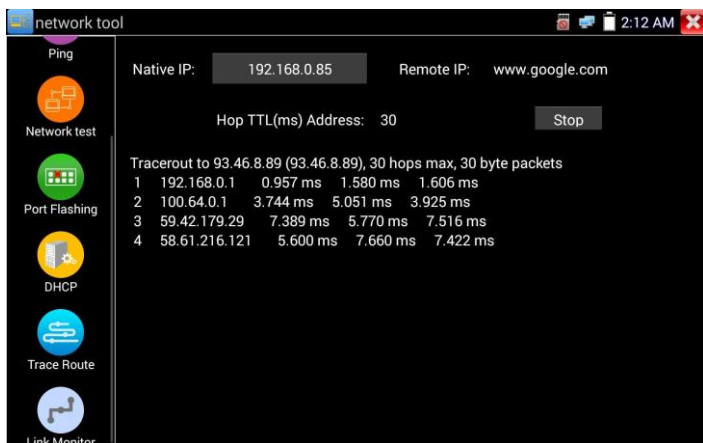 network tool
2:12 AM
Ping
Network test
Port Flashing
DHCP
Trace Route
Link Monitor
Native IP: 192.168.0.85 Remote IP: www.google.com
Hop TTL(ms) Address: 30 Stop
Tracerout to 93.46.8.89 (93.46.8.89), 30 hops max, 30 byte packets
1 192.168.0.1 0.957 ms 1.580 ms 1.606 ms
2 100.64.0.1 3.744 ms 5.051 ms 3.925 ms
3 59.42.179.29 7.389 ms 5.770 ms 7.516 ms
4 58.61.216.121 5.600 ms 7.660 ms 7.422 ms